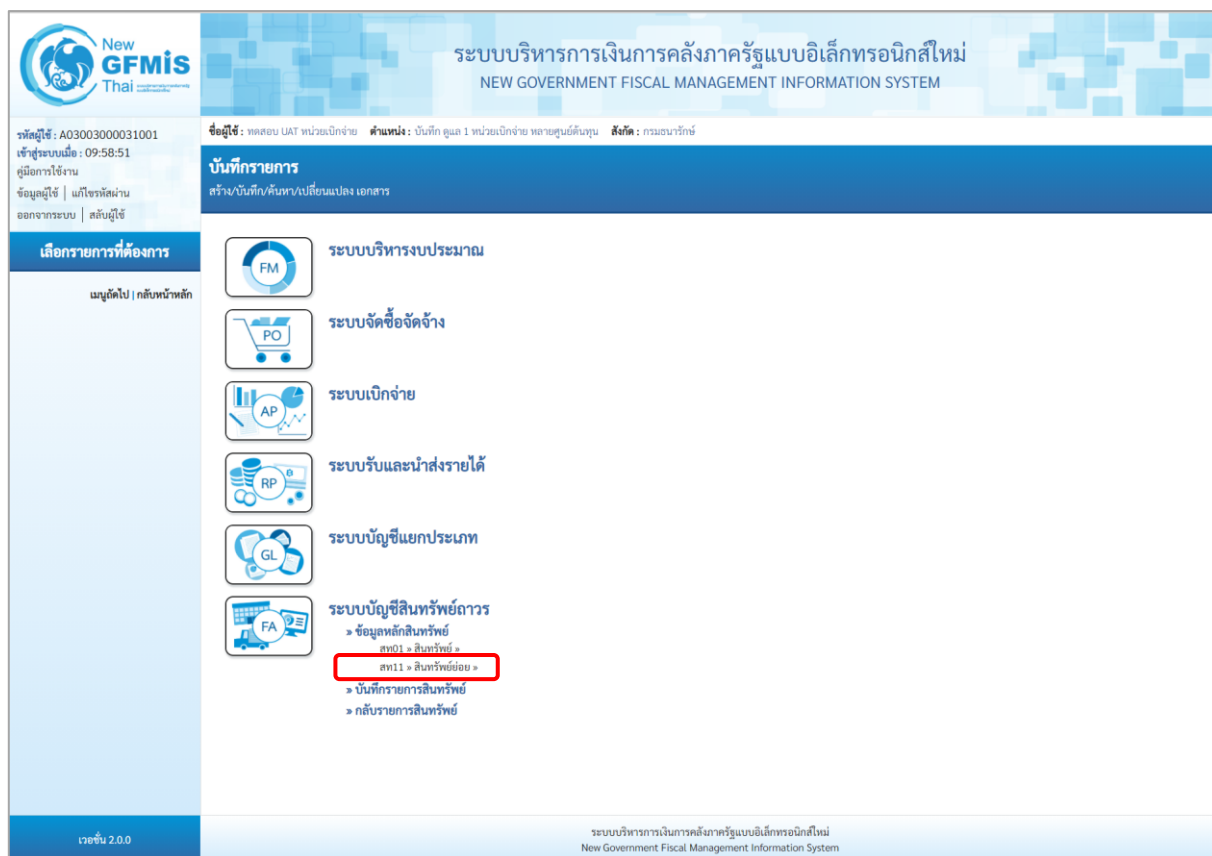 New
GFMIS
Thai
ระบบบริหารการเงินการคลังภาครัฐแบบอิเล็กทรอนิกส์ใหม่
NEW GOVERNMENT FISCAL MANAGEMENT INFORMATION SYSTEM
รหัสผู้ใช้ : A03003000031001
เข้าสู่ระบบเมื่อ : 09:58:51
คู่มือการใช้งาน
ข้อมูลผู้ใช้ | แก้ไขรหัสผ่าน
ออกจากระบบ | สลับผู้ใช้
ชื่อผู้ใช้ : ทดสอบ UAT หน่วยเบิกจ่าย ตำแหน่ง : บันทึก ดูแล 1 หน่วยเบิกจ่าย หลายศูนย์ต้นทุน สังกัด : กรมธนารักษ์
บันทึกรายการ
สร้าง/บันทึก/ค้นหา/เปลี่ยนแปลง เอกสาร
เลือกรายการที่ต้องการ
เมนูถัดไป | กลับหน้าหลัก
FM
ระบบบริหารงบประมาณ
PO
ระบบจัดซื้อจัดจ้าง
AP
ระบบเบิกจ่าย
RP
ระบบรับและนำส่งรายได้
GL
ระบบบัญชีแยกประเภท
FA
ระบบบัญชีสินทรัพย์ถาวร
» ข้อมูลหลักสินทรัพย์
สท01 » สินทรัพย์ »
สท11 » สินทรัพย์ย่อย »
» บันทึกรายการสินทรัพย์
» กลับรายการสินทรัพย์
เวอชั่น 2.0.0
ระบบบริหารการเงินการคลังภาครัฐแบบอิเล็กทรอนิกส์ใหม่
New Government Fiscal Management Information System